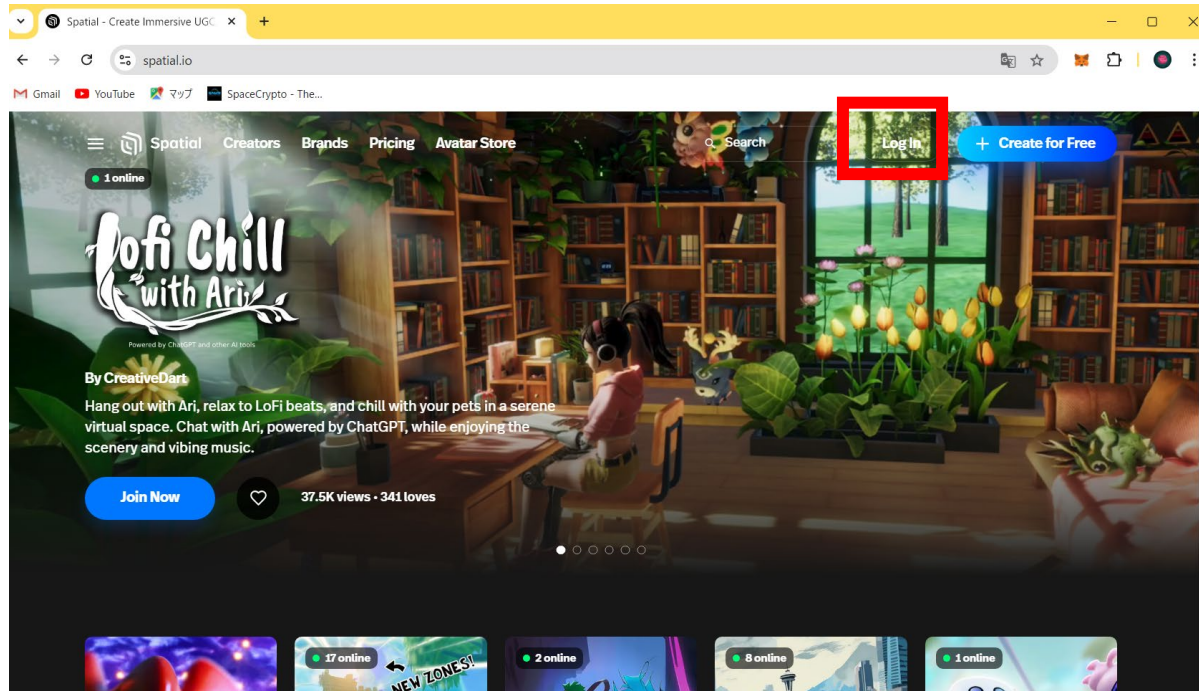 Spatial - Create Immersive UGC
spatial.io
Gmail YouTube マップ SpaceCrypto - The...
Spatial Creators Brands Pricing Avatar Store Search Log In + Create for Free
1 online
Lofi Chill
with Ari
Powered by ChatGPT and other AI tools
By CreativeDart
Hang out with Ari, relax to LoFi beats, and chill with your pets in a serene
virtual space. Chat with Ari, powered by ChatGPT, while enjoying the
scenery and vibing music.
Join Now 37.5K views • 341 loves
17 online 2 online 8 online 1 online
NEW ZONES!